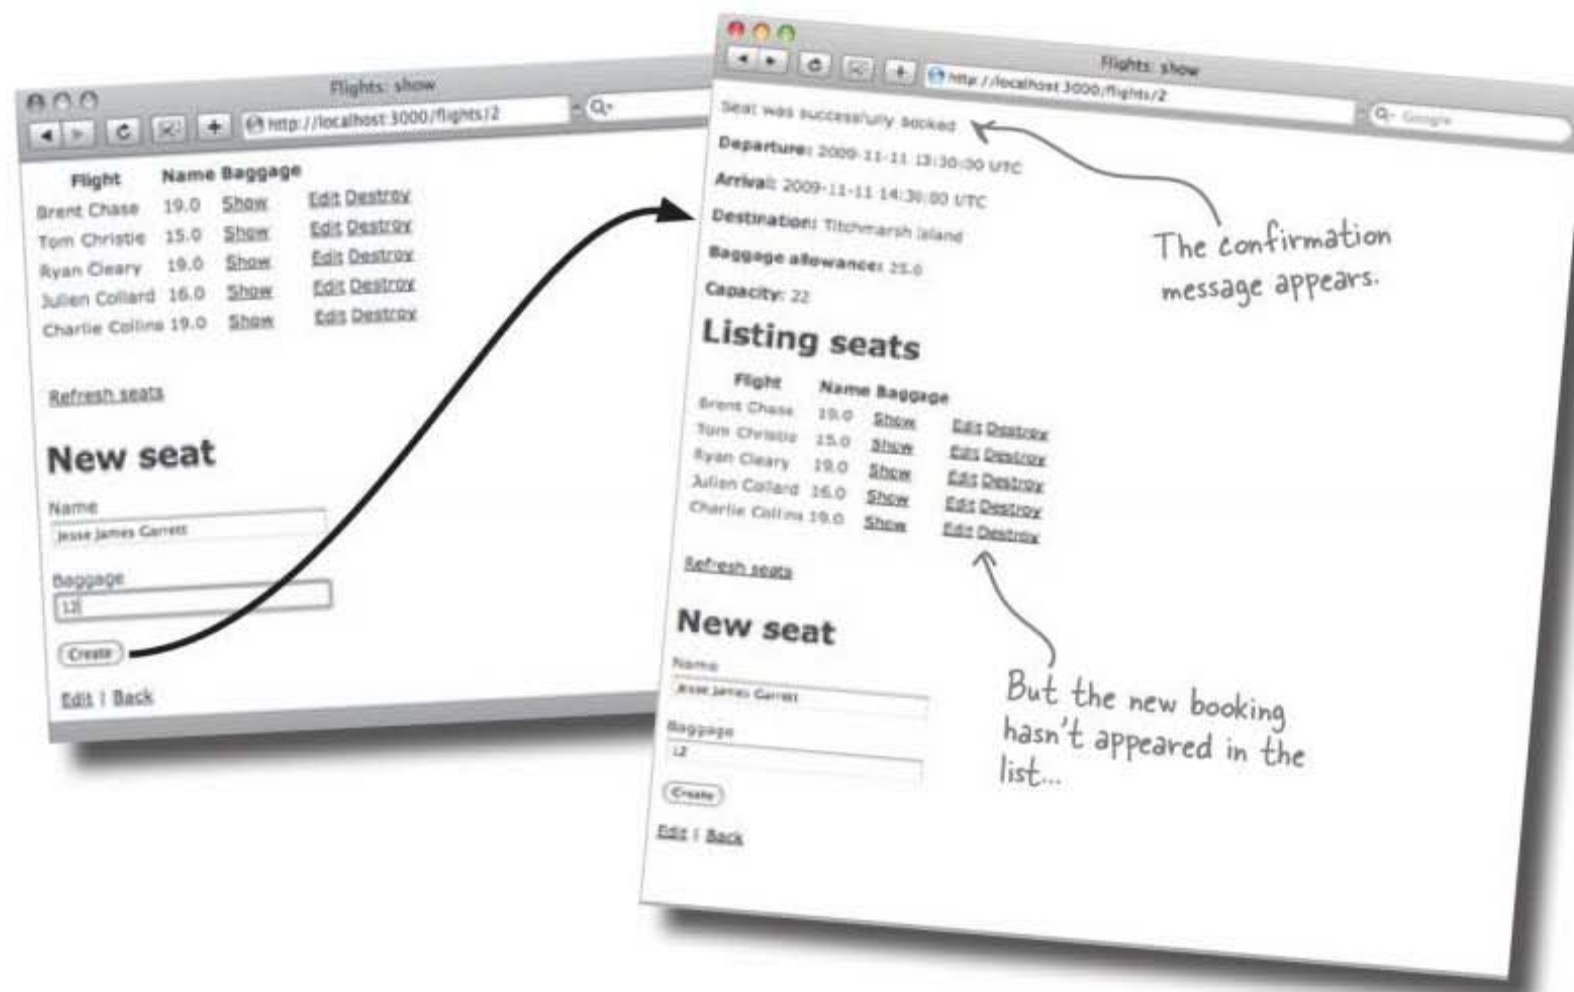 Flights: show
http://localhost:3000/flights/2
Flight Name Baggage
Brent Chase 19.0 Show Edit Destroy
Tom Christie 15.0 Show Edit Destroy
Ryan Cleary 19.0 Show Edit Destroy
Julien Collard 16.0 Show Edit Destroy
Charlie Collins 19.0 Show Edit Destroy
Refresh seats
New seat
Name
Jesse James Garrett
Baggage
12
Create
Edit | Back
Flights: show
http://localhost:3000/flights/2
Google
Seat was successfully booked
Departure: 2009-11-11 13:30:00 UTC
Arrival: 2009-11-11 14:30:00 UTC
Destination: Titchmarsh Island
Baggage allowance: 25.0
Capacity: 22
Listing seats
Flight Name Baggage
Brent Chase 19.0 Show Edit Destroy
Tom Christie 15.0 Show Edit Destroy
Ryan Cleary 19.0 Show Edit Destroy
Julien Collard 16.0 Show Edit Destroy
Charlie Collins 19.0 Show Edit Destroy
Refresh seats
New seat
Name
Jesse James Garrett
Baggage
12
Create
Edit | Back
The confirmation
message appears.
But the new booking
hasn't appeared in the
list...